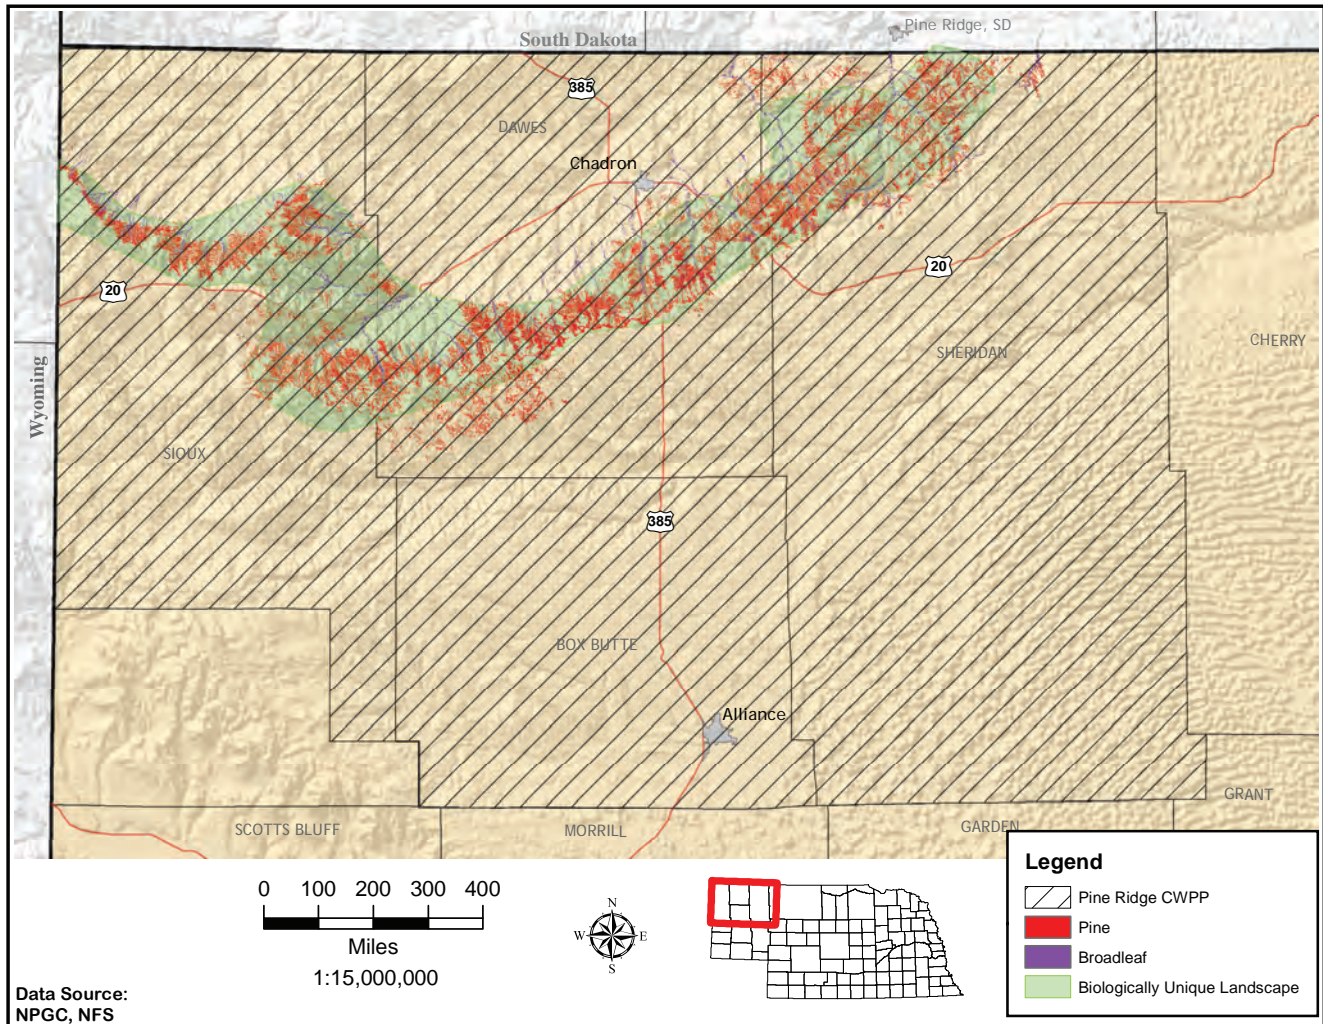 South Dakota
Pine Ridge, SD
385
DAWES
Chadron
20
20
Wyoming
CHERRY
SHERIDAN
SIOUX
385
BOX BUTTE
Alliance
GRANT
SCOTTS BLUFF
MORRILL
GARDEN
0 100 200 300 400
Miles
1:15,000,000
N
W E
S
Legend
Pine Ridge CWPP
Pine
Broadleaf
Biologically Unique Landscape
Data Source:
NPGC, NFS